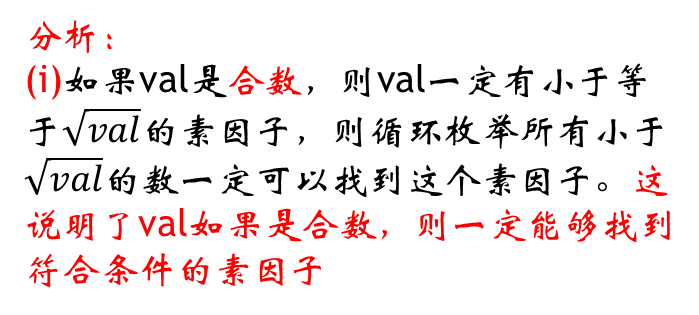 分析：
(i)如果val是合数，则val一定有小于等
于√val的素因子，则循环枚举所有小于
√val的数一定可以找到这个素因子。这
说明了val如果是合数，则一定能够找到
符合条件的素因子